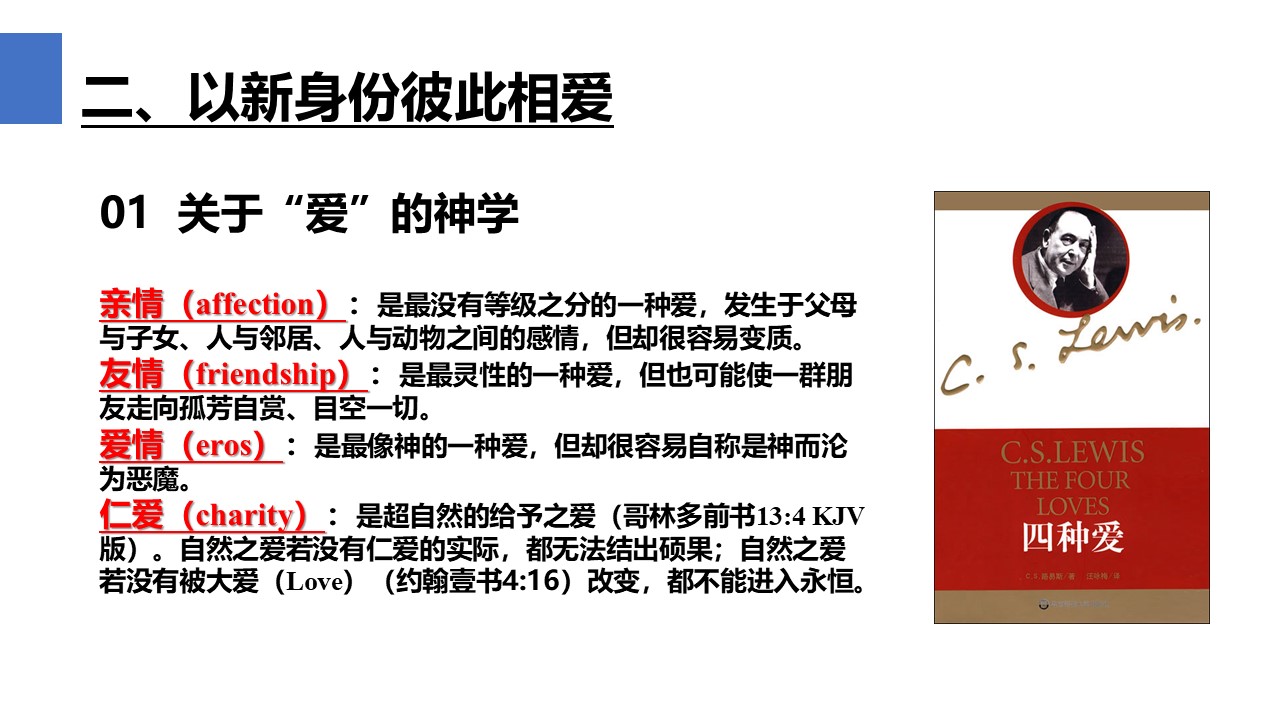 二、以新身份彼此相爱
01 关于“爱”的神学
亲情（affection）：是最没有等级之分的一种爱，发生于父母
与子女、人与邻居、人与动物之间的感情，但却很容易变质。
友情（friendship）：是最灵性的一种爱，但也可能使一群朋
友走向孤芳自赏、目空一切。
爱情（eros）：是最像神的一种爱，但却很容易自称是神而沦
为恶魔。
仁爱（charity）：是超自然的给予之爱（哥林多前书13:4 KJV
版）。自然之爱若没有仁爱的实际，都无法结出硕果；自然之爱
若没有被大爱（Love）（约翰壹书4:16）改变，都不能进入永恒。
C. S. Lewis.
C.S.LEWIS
THE FOUR
LOVES
四种爱
C.S.路易斯/著 汪咏梅/译